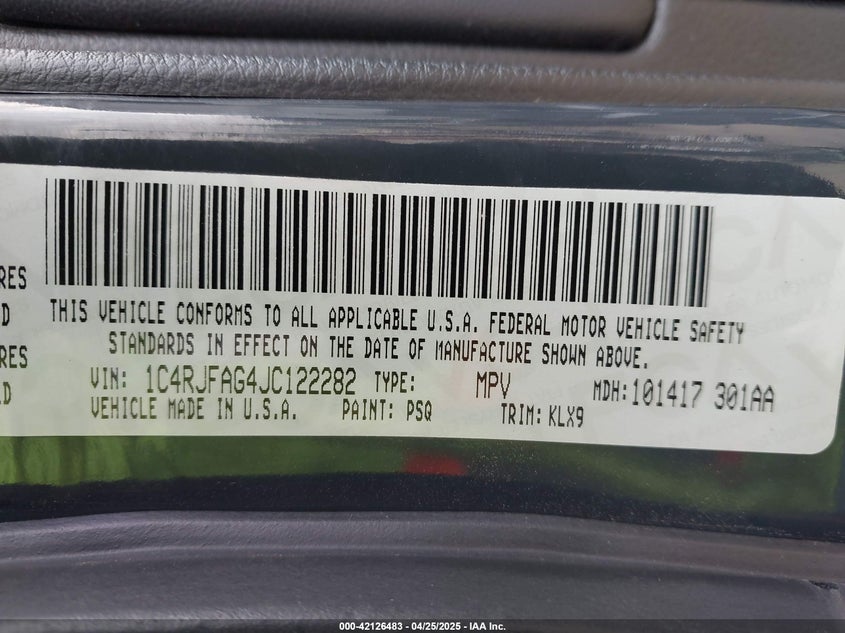 RES
D
RES
D
THIS VEHICLE CONFORMS TO ALL APPLICABLE U.S.A. FEDERAL MOTOR VEHICLE SAFETY
STANDARDS IN EFFECT ON THE DATE OF MANUFACTURE SHOWN ABOVE.
VIN: 1C4RJFAG4JC122282 TYPE: MPV MDH:101417 301AA
VEHICLE MADE IN U.S.A. PAINT: PSQ TRIM: KLX9
000-42126483 - 04/25/2025 - IAA Inc.